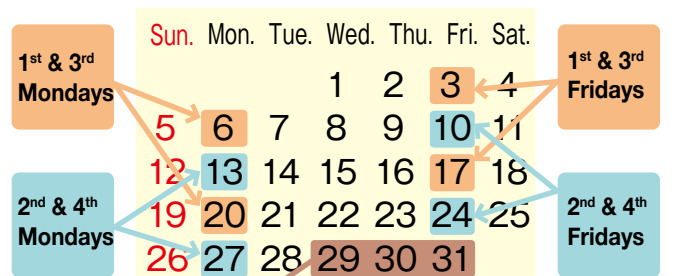 1st & 3rd
Mondays
2nd & 4th
Mondays
Sun. Mon. Tue. Wed. Thu. Fri. Sat.
1 2 3 4
5 6 7 8 9 10 11
12 13 14 15 16 17 18
19 20 21 22 23 24 25
26 27 28 29 30 31
1st & 3rd
Fridays
2nd & 4th
Fridays